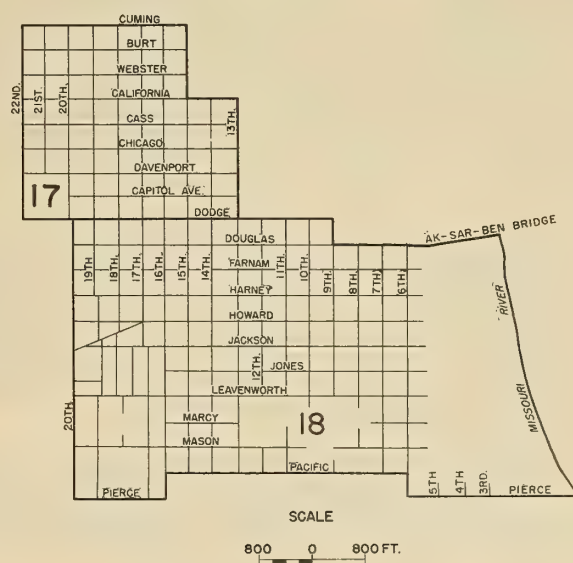 CUMING
BURT
WEBSTER
22ND.
21ST.
20TH.
CALIFORNIA
CASS
13TH.
CHICAGO
DAVENPORT
17
CAPITOL AVE.
DODGE
DOUGLAS
AK-SAR-BEN BRIDGE
19TH
18TH.
17TH.
16TH.
15TH.
14TH.
FARNAM
11TH.
10TH.
9TH.
8TH.
7TH.
6TH.
HARNEY
HOWARD
MISSOURI RIVER
JACKSON
12TH.
JONES
LEAVENWORTH
20TH.
MARCY
18
MASON
PACIFIC
PIERCE
5TH
4TH
3RD.
PIERCE
SCALE
800 0 800 FT.